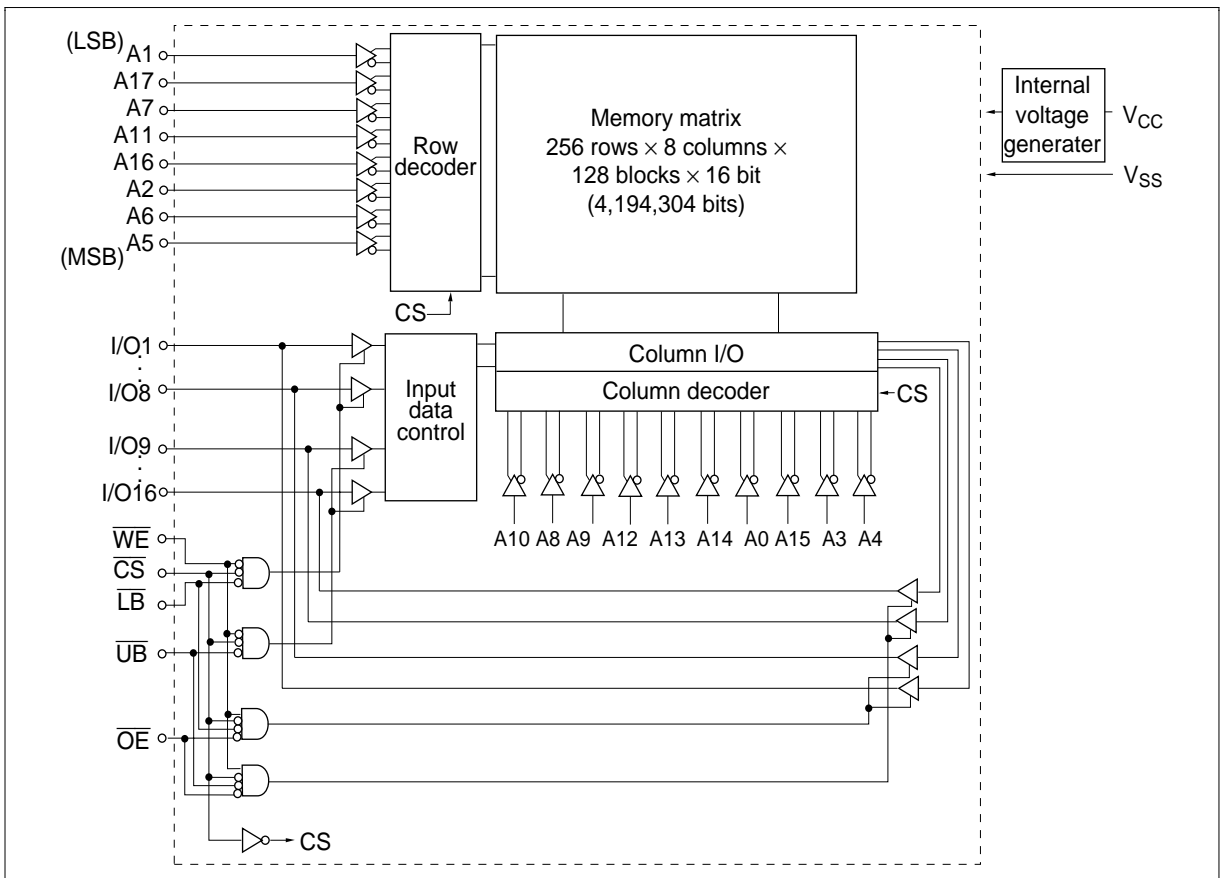 (LSB) A1
A17
A7
A11
A16
A2
A6
(MSB) A5
Row
decoder
CS
Memory matrix
256 rows × 8 columns ×
128 blocks × 16 bit
(4,194,304 bits)
Internal
voltage
generater
VCC
VSS
I/O1
I/O8
I/O9
I/O16
Input
data
control
Column I/O
Column decoder
CS
A10 A8 A9 A12 A13 A14 A0 A15 A3 A4
WE
CS
LB
UB
OE
CS